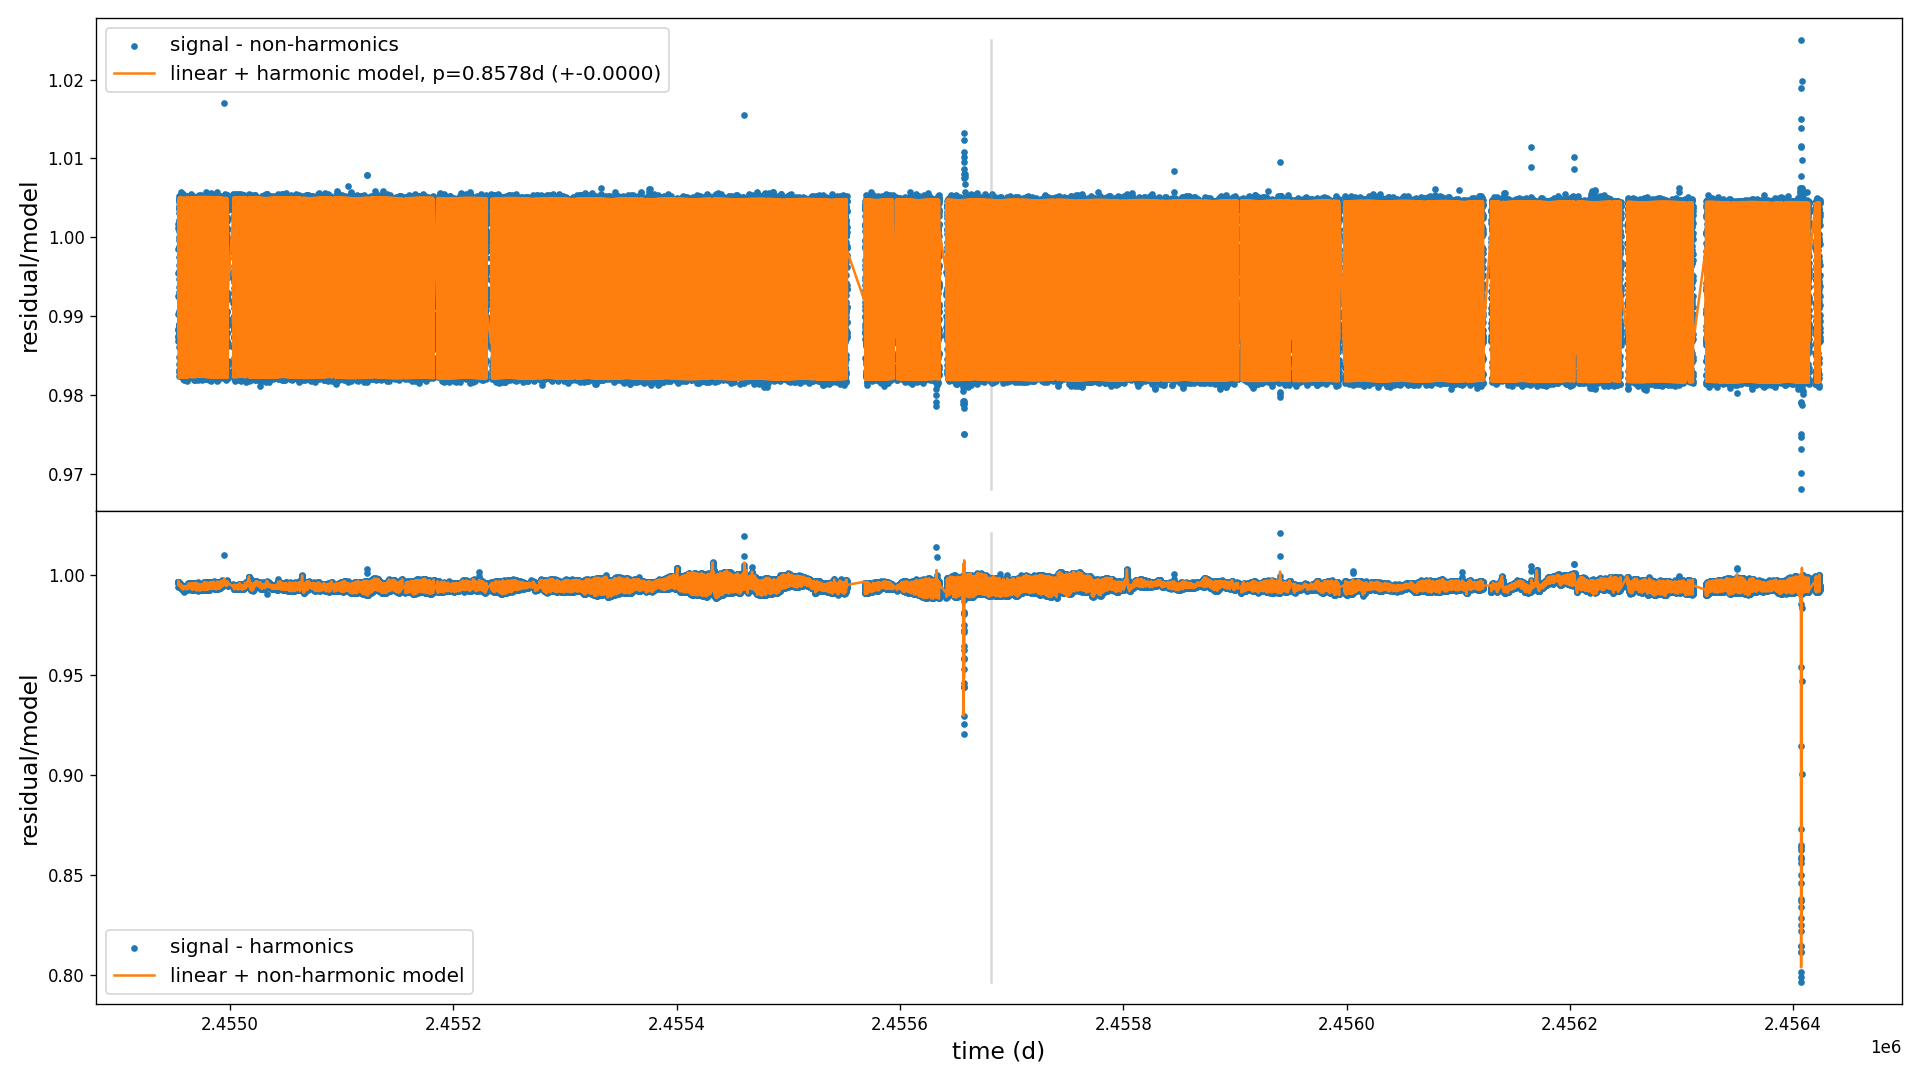 signal - non-harmonics
linear + harmonic model, p=0.8578d (+-0.0000)
1.02
1.01
1.00
0.99
0.98
0.97
residual/model
1.00
0.95
0.90
0.85
0.80
residual/model
signal - harmonics
linear + non-harmonic model
2.4550
2.4552
2.4554
2.4556
2.4558
2.4560
2.4562
2.4564
1e6
time (d)